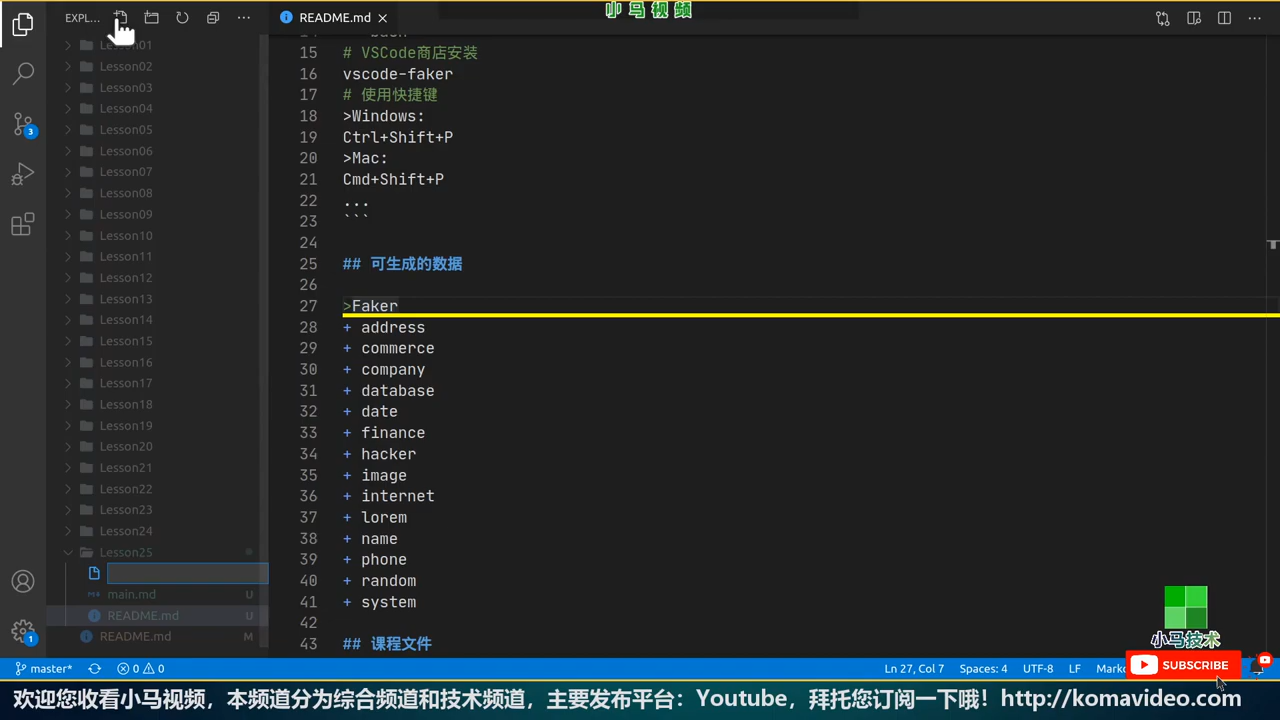 小马视频
EXPL...
README.md
Lesson01
Lesson02
Lesson03
Lesson04
Lesson05
Lesson06
Lesson07
Lesson08
Lesson09
Lesson10
Lesson11
Lesson12
Lesson13
Lesson14
Lesson15
Lesson16
Lesson17
Lesson18
Lesson19
Lesson20
Lesson21
Lesson22
Lesson23
Lesson24
Lesson25
main.md U
README.md U
README.md M
3
1
15 # VSCode商店安装
16 vscode-faker
17 # 使用快捷键
18 >Windows:
19 Ctrl+Shift+P
20 >Mac:
21 Cmd+Shift+P
22 ...
23 ```
24
25 ## 可生成的数据
26
27 >Faker
28 + address
29 + commerce
30 + company
31 + database
32 + date
33 + finance
34 + hacker
35 + image
36 + internet
37 + lorem
38 + name
39 + phone
40 + random
41 + system
42
43 ## 课程文件
小马技术
SUBSCRIBE
master* 0 0 Ln 27, Col 7 Spaces: 4 UTF-8 LF
欢迎您收看小马视频，本频道分为综合频道和技术频道，主要发布平台：Youtube，拜托您订阅一下哦！http://komavideo.com